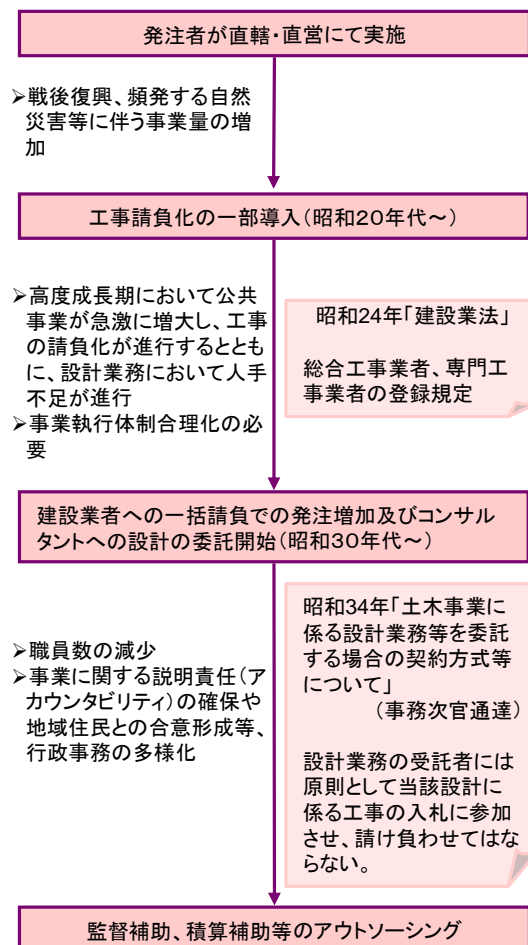 発注者が直轄・直営にて実施
➢戦後復興、頻発する自然
災害等に伴う事業量の増
加
工事請負化の一部導入(昭和20年代~)
➢高度成長期において公共
事業が急激に増大し、工事
の請負化が進行するととも
に、設計業務において人手
不足が進行
➢事業執行体制合理化の必
要
昭和24年「建設業法」
総合工事業者、専門工
事業者の登録規定
建設業者への一括請負での発注増加及びコンサル
タントへの設計の委託開始(昭和30年代~)
➢職員数の減少
➢事業に関する説明責任(ア
カウンタビリティ)の確保や
地域住民との合意形成等、
行政事務の多様化
昭和34年「土木事業に
係る設計業務等を委託
する場合の契約方式等
について」
(事務次官通達)
設計業務の受託者には
原則として当該設計に
係る工事の入札に参加
させ、請け負わせてはな
らない。
監督補助、積算補助等のアウトソーシング